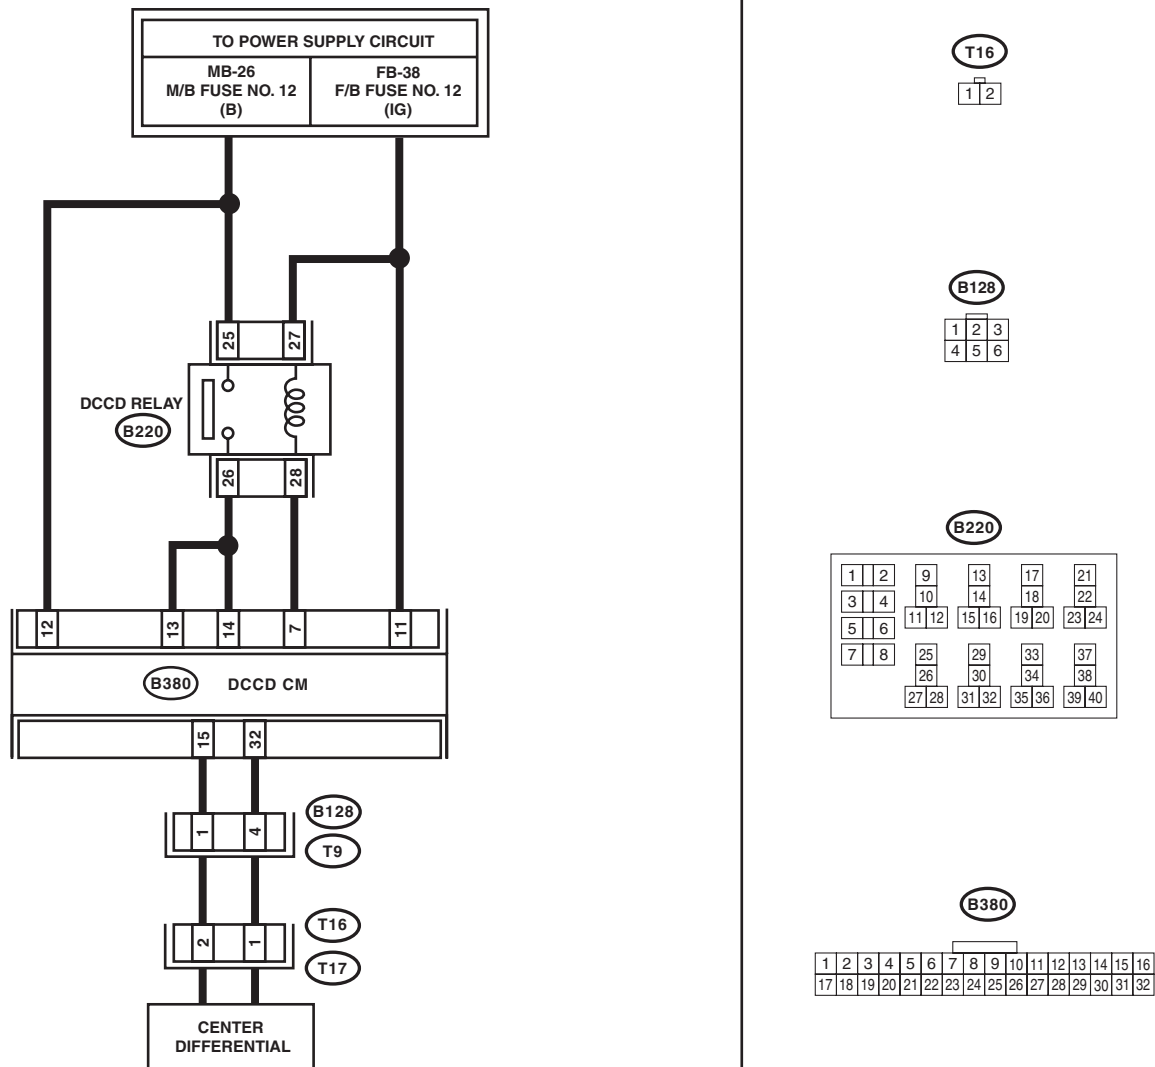 TO POWER SUPPLY CIRCUIT
MB-26
M/B FUSE NO. 12
(B)
FB-38
F/B FUSE NO. 12
(IG)
25 27
DCCD RELAY
B220
26 28
12 13 14 7 11
B380 DCCD CM
15 32
1 4
B128
T9
2 1
T16
T17
CENTER
DIFFERENTIAL
T16
1 2
B128
1 2 3
4 5 6
B220
1 2 9 13 17 21
3 4 10 14 18 22
11 12 15 16 19 20 23 24
5 6
7 8 25 29 33 37
26 30 34 38
27 28 31 32 35 36 39 40
B380
1 2 3 4 5 6 7 8 9 10 11 12 13 14 15 16
17 18 19 20 21 22 23 24 25 26 27 28 29 30 31 32